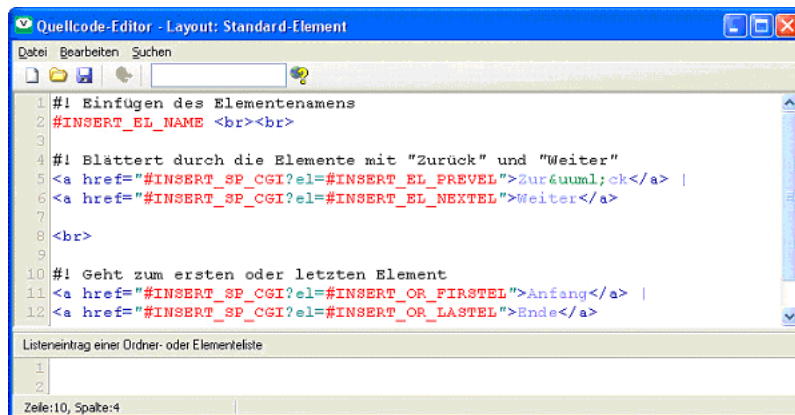 Quellcode-Editor - Layout: Standard-Element
Datei Bearbeiten Suchen
1 #! Einfügen des Elementenamens
2 #INSERT_EL_NAME <br><br>
3
4 #! Blättert durch die Elemente mit "Zurück" und "Weiter"
5 <a href="#INSERT_SP_CGI?el=#INSERT_EL_PREVEL">Zur&uuml;ck</a> |
6 <a href="#INSERT_SP_CGI?el=#INSERT_EL_NEXTEL">Weiter</a>
7
8 <br>
9
10 #! Geht zum ersten oder letzten Element
11 <a href="#INSERT_SP_CGI?el=#INSERT_OR_FIRSTEL">Anfang</a> |
12 <a href="#INSERT_SP_CGI?el=#INSERT_OR_LASTEL">Ende</a>
Listeneintrag einer Ordner- oder Elementeliste
1
2
Zeile:10, Spalte:4